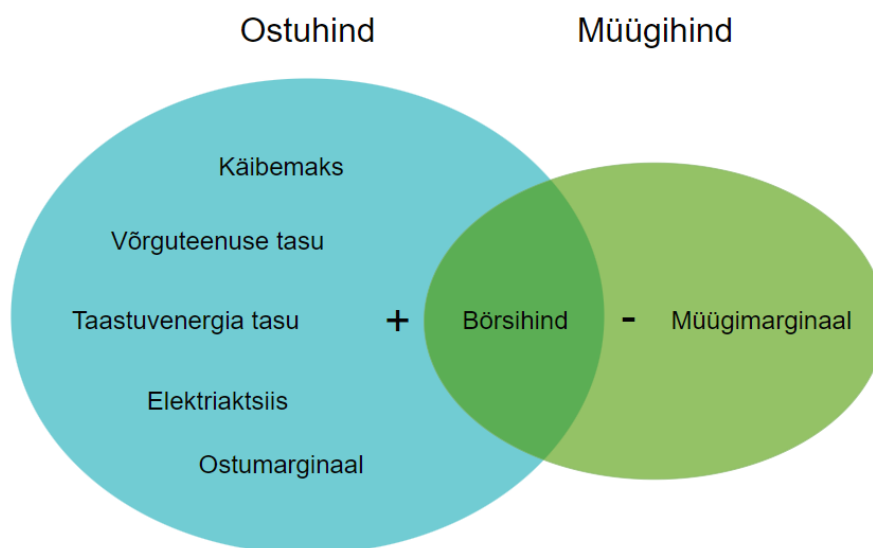 Ostuhind
Müügihind
Käibemaks
Võrguteenuse tasu
Taastuvenergia tasu + Börsihind - Müügimarginaal
Elektriaktsiis
Ostumarginaal